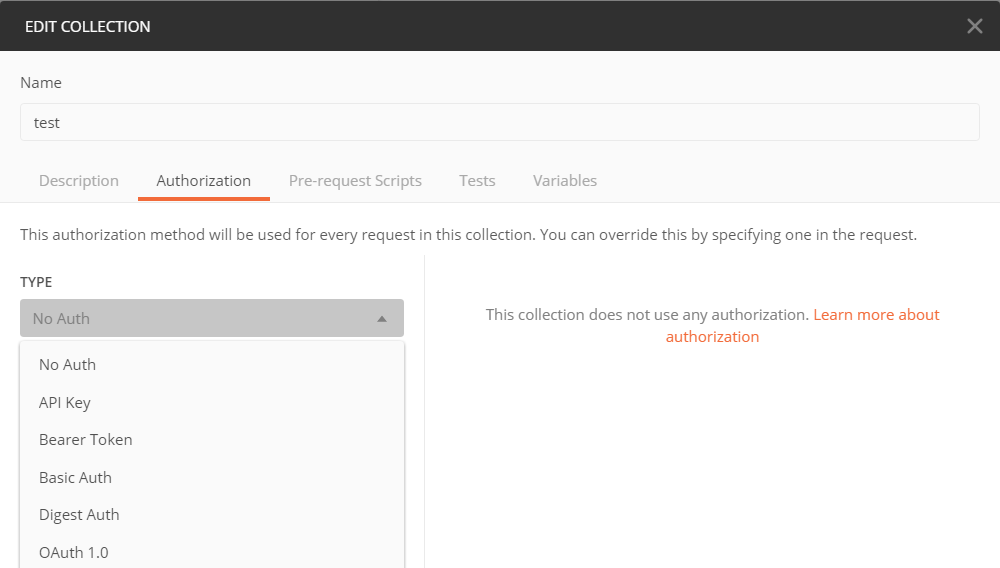 EDIT COLLECTION
Name
test
Description Authorization Pre-request Scripts Tests Variables
This authorization method will be used for every request in this collection. You can override this by specifying one in the request.
TYPE
No Auth
This collection does not use any authorization. Learn more about
authorization
No Auth
API Key
Bearer Token
Basic Auth
Digest Auth
OAuth 1.0